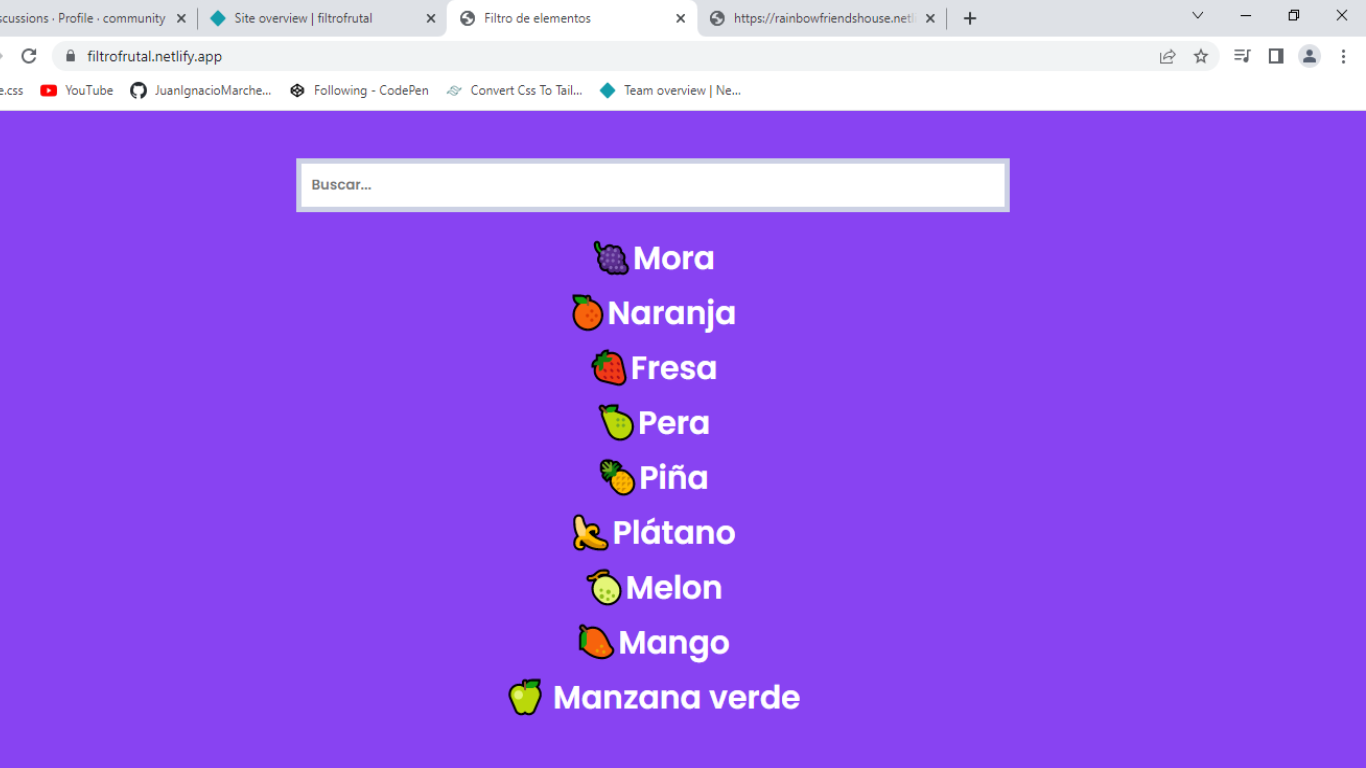 scussions · Profile · community
Site overview | filtrofrutal
Filtro de elementos
https://rainbowfriendshouse.netl
filtrofrutal.netlify.app
e.css
YouTube
JuanIgnacioMarche...
Following - CodePen
Convert Css To Tail...
Team overview | Ne...
Buscar...
Mora
Naranja
Fresa
Pera
Piña
Plátano
Melon
Mango
Manzana verde